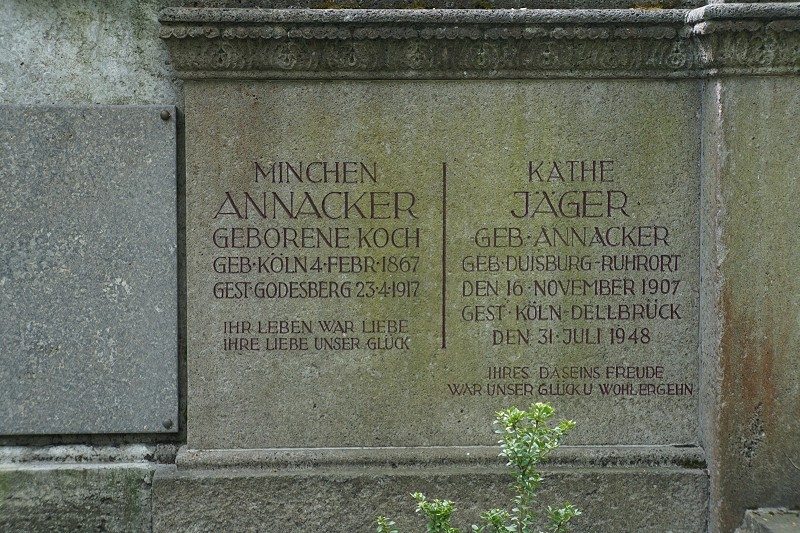 MINCHEN
ANNACKER
GEBORENE KOCH
GEB·KÖLN 4·FEBR·1867
GEST·GODESBERG 23·4·1917
IHR LEBEN WAR LIEBE
IHRE LIEBE UNSER GLÜCK
KÄTHE
JÄGER
GEB·ANNACKER
GEB·DUISBURG-RUHRORT
DEN 16·NOVEMBER 1907
GEST·KÖLN-DELLBRÜCK
DEN 31·JULI 1948
IHRES DASEINS FREUDE
WAR UNSER GLÜCK U WOHLERGEHN